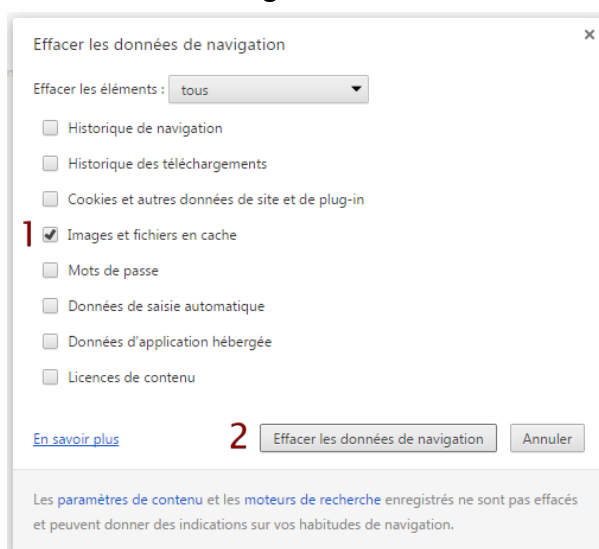 Effacer les données de navigation
×
Effacer les éléments : tous
Historique de navigation
Historique des téléchargements
Cookies et autres données de site et de plug-in
1 Images et fichiers en cache
Mots de passe
Données de saisie automatique
Données d'application hébergée
Licences de contenu
En savoir plus 2 Effacer les données de navigation Annuler
Les paramètres de contenu et les moteurs de recherche enregistrés ne sont pas effacés
et peuvent donner des indications sur vos habitudes de navigation.